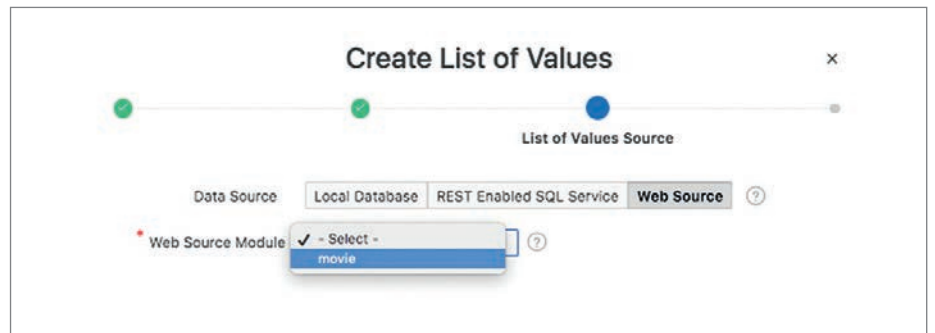 Create List of Values
×
List of Values Source
Data Source Local Database REST Enabled SQL Service Web Source ?
* Web Source Module ✓ - Select - ?
movie